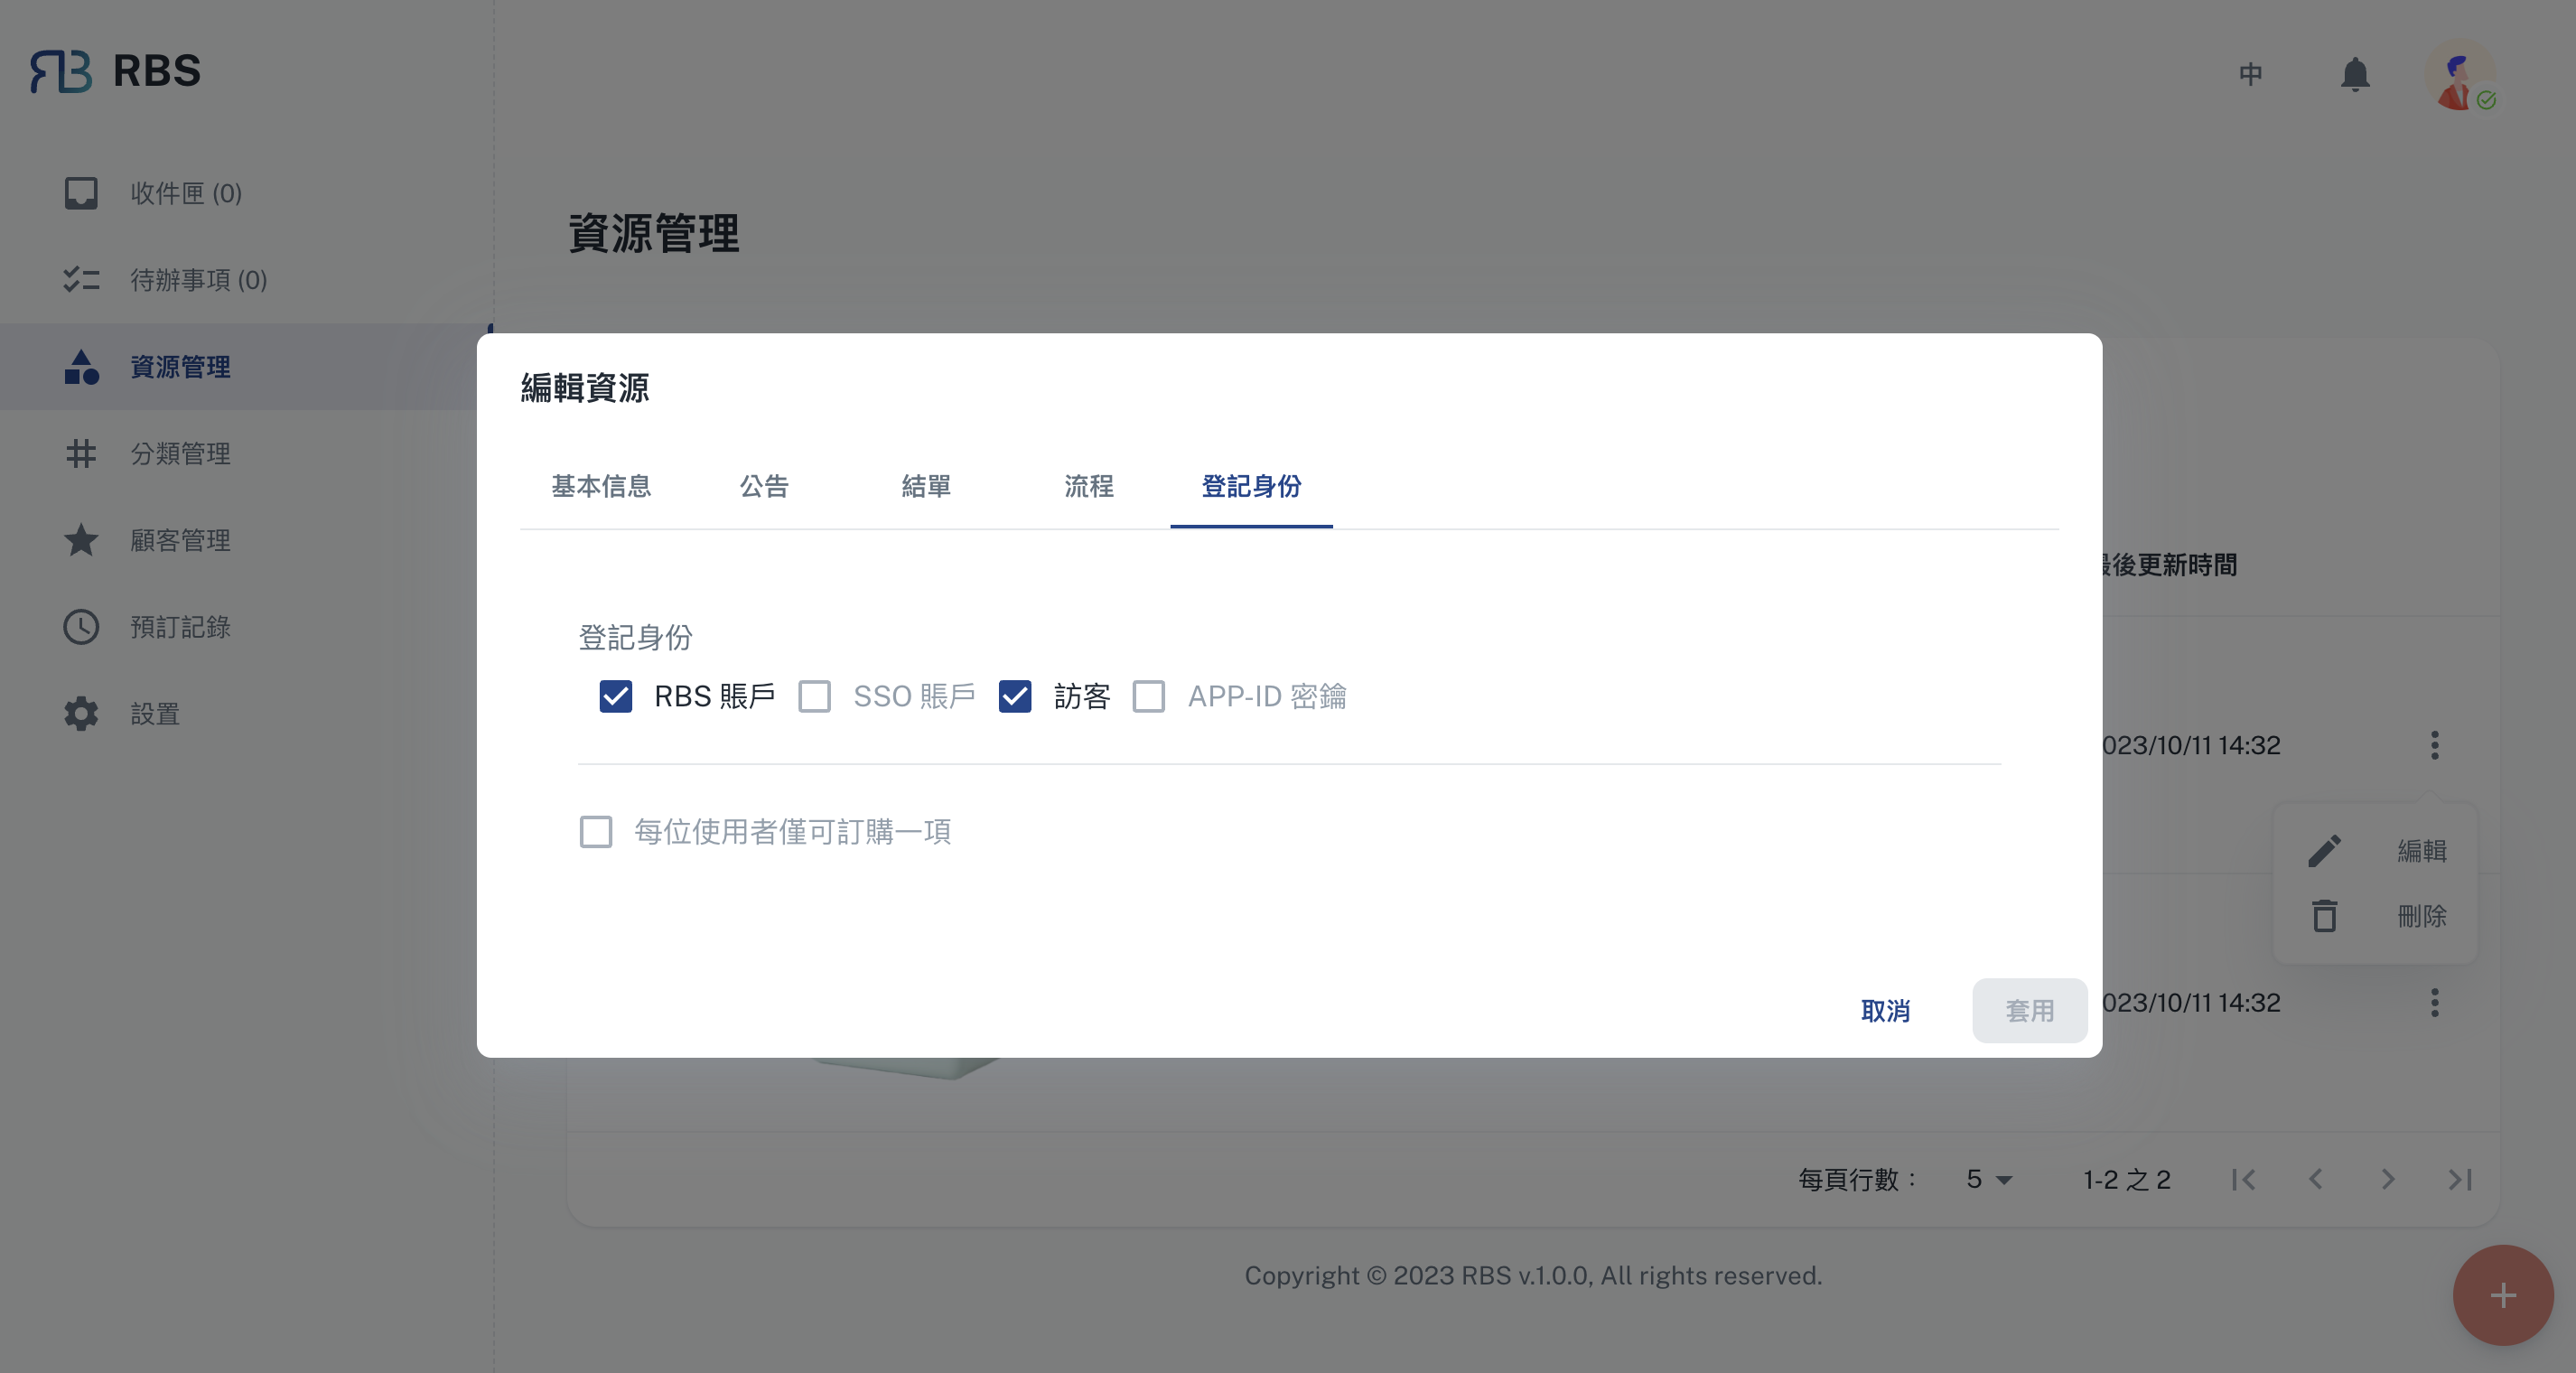 RBS
中
收件匣 (0)
待辦事項 (0)
資源管理
分類管理
顧客管理
預訂記錄
設置
資源管理
編輯資源
基本信息
公告
結單
流程
登記身份
登記身份
RBS 賬戶
SSO 賬戶
訪客
APP-ID 密鑰
每位使用者僅可訂購一項
取消
套用
後更新時間
023/10/11 14:32
編輯
刪除
023/10/11 14:32
每頁行數：
5
1-2 之 2
Copyright © 2023 RBS v.1.0.0, All rights reserved.